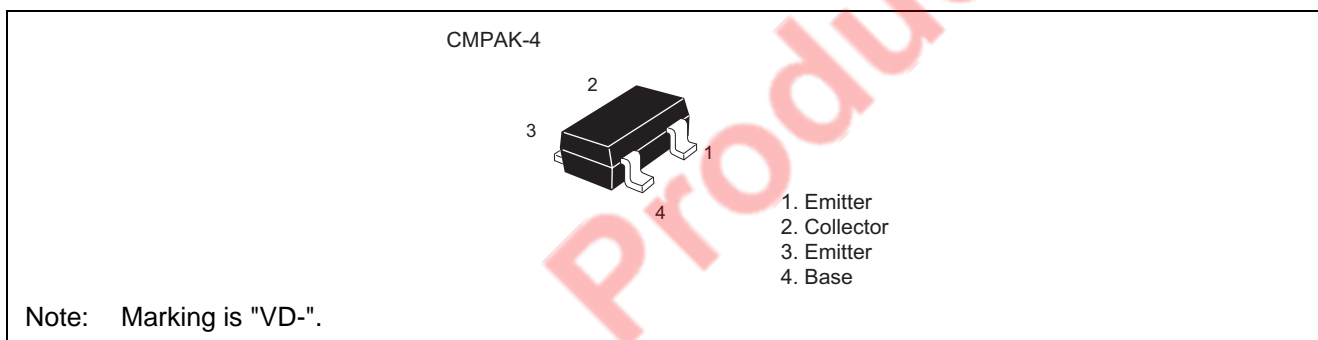 CMPAK-4
2
3
1
4
1. Emitter
2. Collector
3. Emitter
4. Base
Note: Marking is "VD-".
Produ